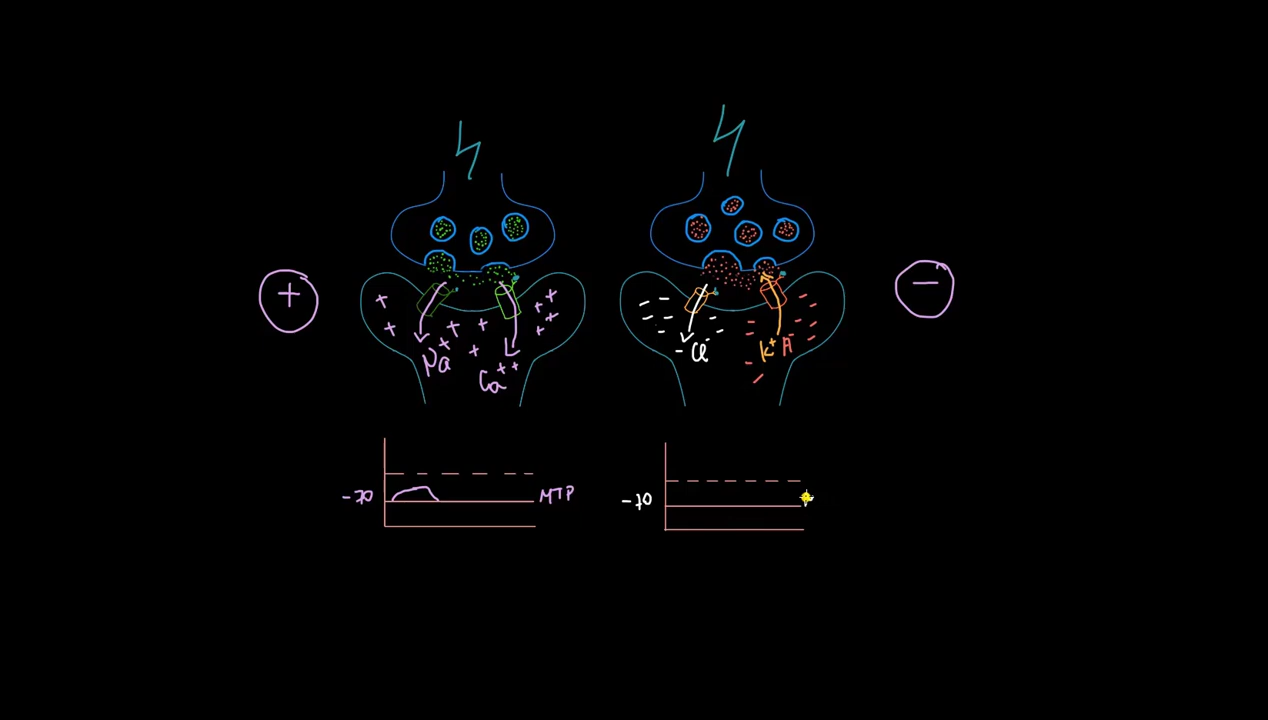 +
−
Na+
Ca++
- Cl-
K+ A-
-70
MTP
-70